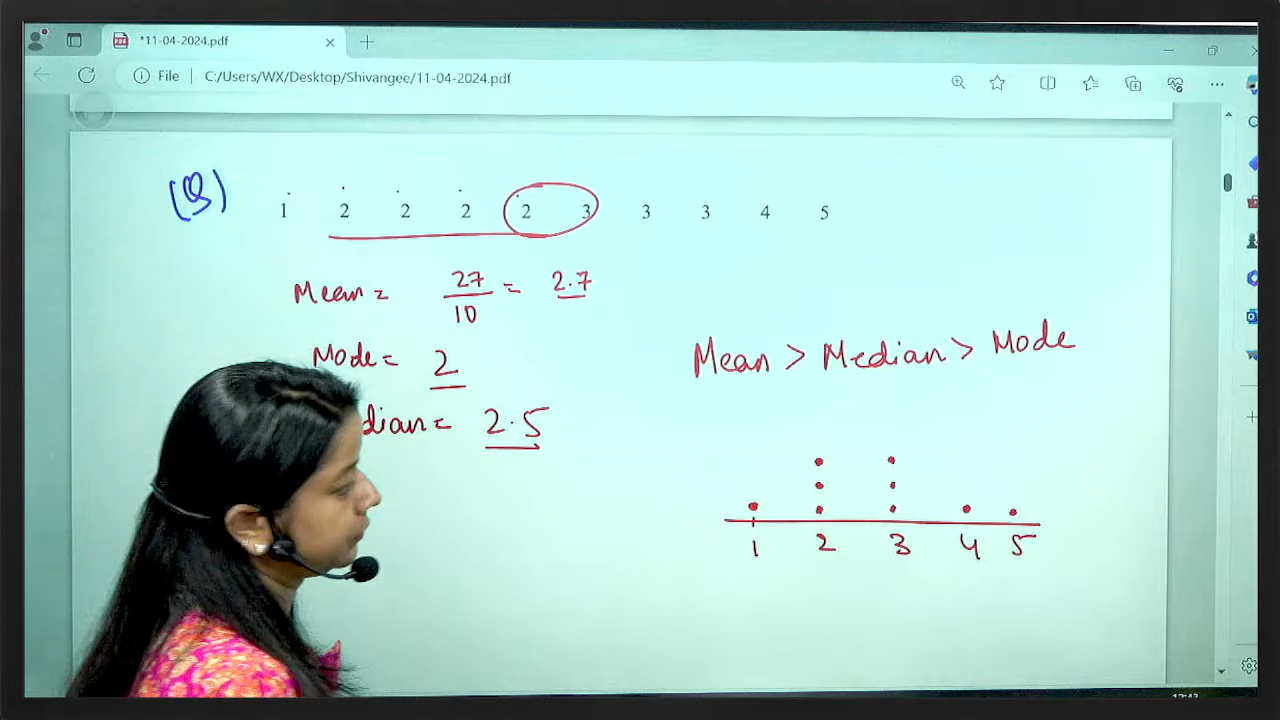 *11-04-2024.pdf
File C:/Users/WX/Desktop/Shivangee/11-04-2024.pdf
(Q) 1 2 2 2 2 3 3 3 4 5
Mean = 27/10 = 2.7
Mode = 2
dian = 2.5
Mean > Median > Mode
1 2 3 4 5